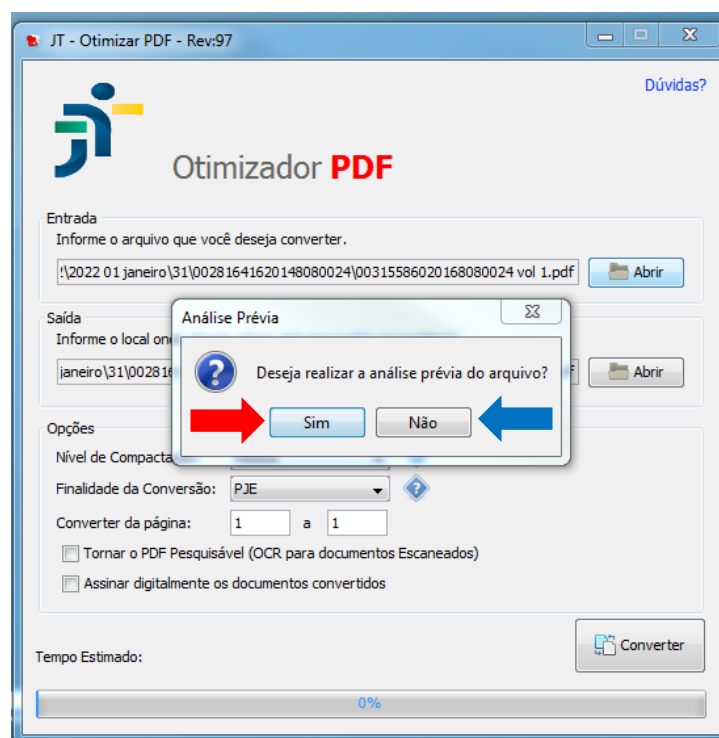 JT - Otimizar PDF - Rev:97
Dúvidas?
Otimizador PDF
Entrada
Informe o arquivo que você deseja converter.
!\2022 01 janeiro\31\00281641620148080024\00315586020168080024 vol 1.pdf
Abrir
Saída
Informe o local
janeiro\31\00281
Abrir
Análise Prévia
Deseja realizar a análise prévia do arquivo?
Sim
Não
Opções
Nível de
Finalidade da Conversão: PJE
Converter da página: 1 a 1
Tornar o PDF Pesquisável (OCR para documentos Escaneados)
Assinar digitalmente os documentos convertidos
Converter
Tempo Estimado:
0%